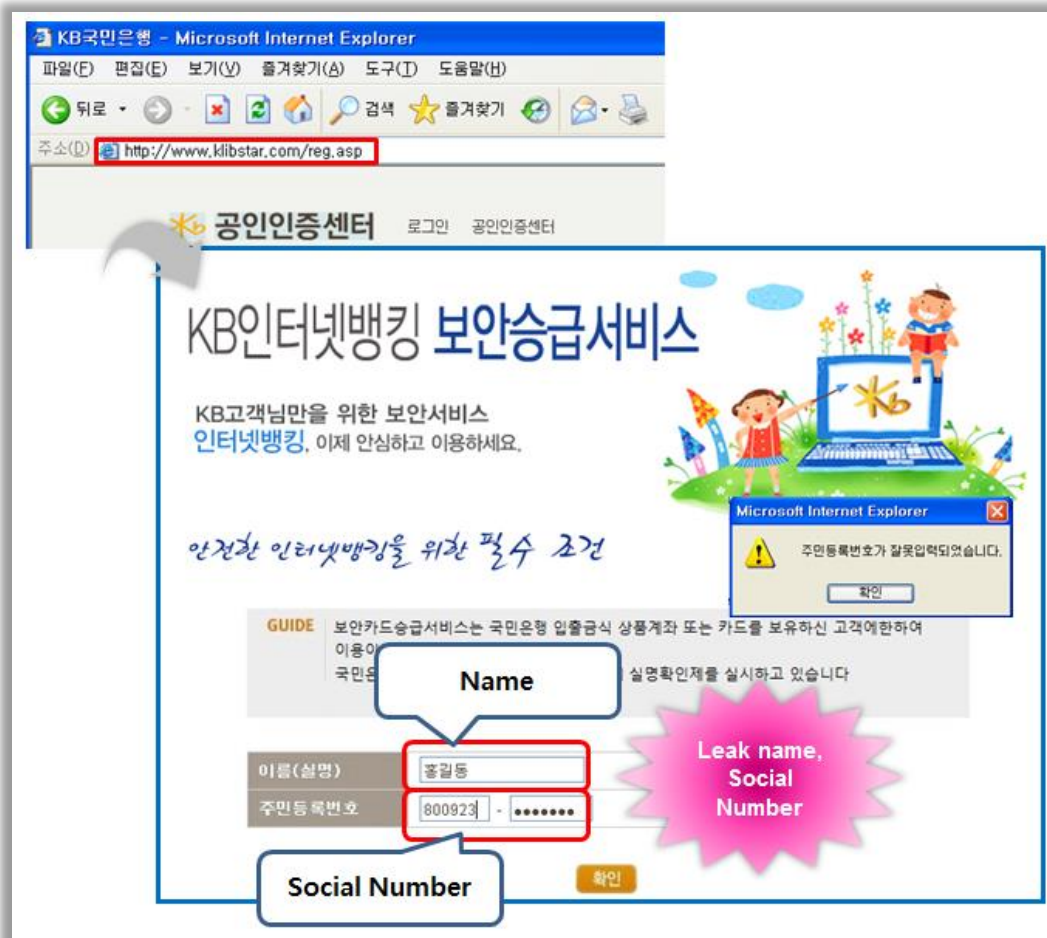 KB국민은행 - Microsoft Internet Explorer
파일(F) 편집(E) 보기(V) 즐겨찾기(A) 도구(T) 도움말(H)
뒤로 검색 즐겨찾기
주소(D) http://www.klibstar.com/reg.asp
Kb 공인인증센터 로그인 공인인증센터
KB인터넷뱅킹 보안승급서비스
KB고객님만을 위한 보안서비스
인터넷뱅킹, 이제 안심하고 이용하세요.
Kb
Microsoft Internet Explorer
주민등록번호가 잘못입력되었습니다.
확인
안전한 인터넷뱅킹을 위한 필수 조건
GUIDE 보안카드승급서비스는 국민은행 입출금식 상품계좌 또는 카드를 보유하신 고객에한하여
이용
국민은 실명확인제를 실시하고 있습니다
Name
Leak name,
Social
Number
이름(실명) 홍길동
주민등록번호 800923 - •••••••
Social Number
확인